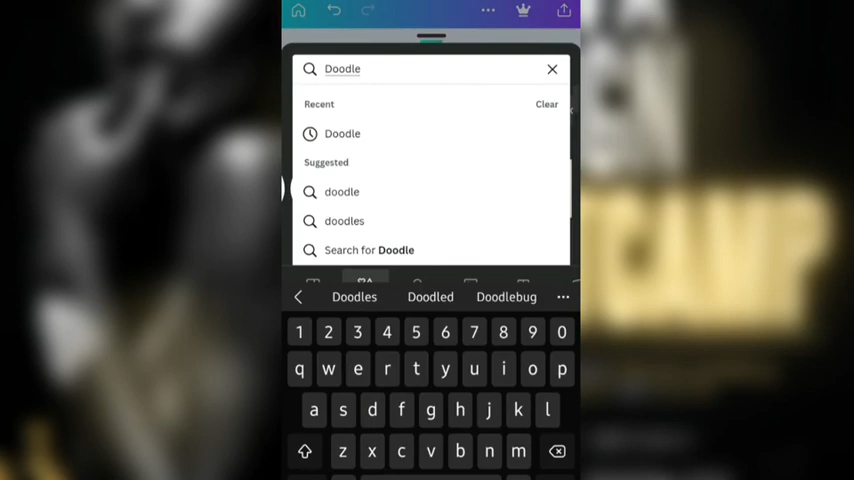 Doodle
Recent Clear
Doodle
Suggested
doodle
doodles
Search for Doodle
Doodles Doodled Doodlebug
1 2 3 4 5 6 7 8 9 0
q w e r t y u i o p
a s d f g h j k l
z x c v b n m